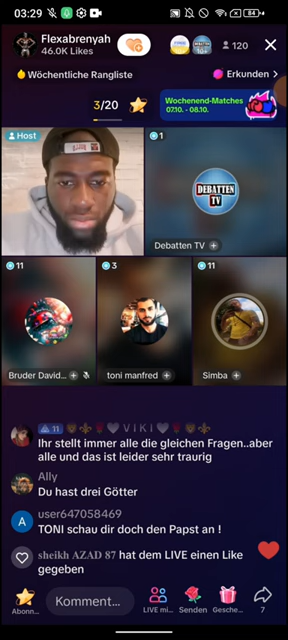 03:29
84
Flexabrenyah
46.0K Likes
120
Wöchentliche Rangliste
Erkunden >
3/20
Wochenend-Matches
07.10. - 08.10.
Host
1
DEBATTEN
TV
Debatten TV
11
3
11
Bruder David...
toni manfred
Simba
11 V I K I
Ihr stellt immer alle die gleichen Fragen..aber
alle und das ist leider sehr traurig
Ally
Du hast drei Götter
A
user647058469
TONI schau dir doch den Papst an !
sheikh AZAD 87 hat dem LIVE einen Like
gegeben
Abonn...
Komment...
LIVE mi...
Senden
Gesche...
7